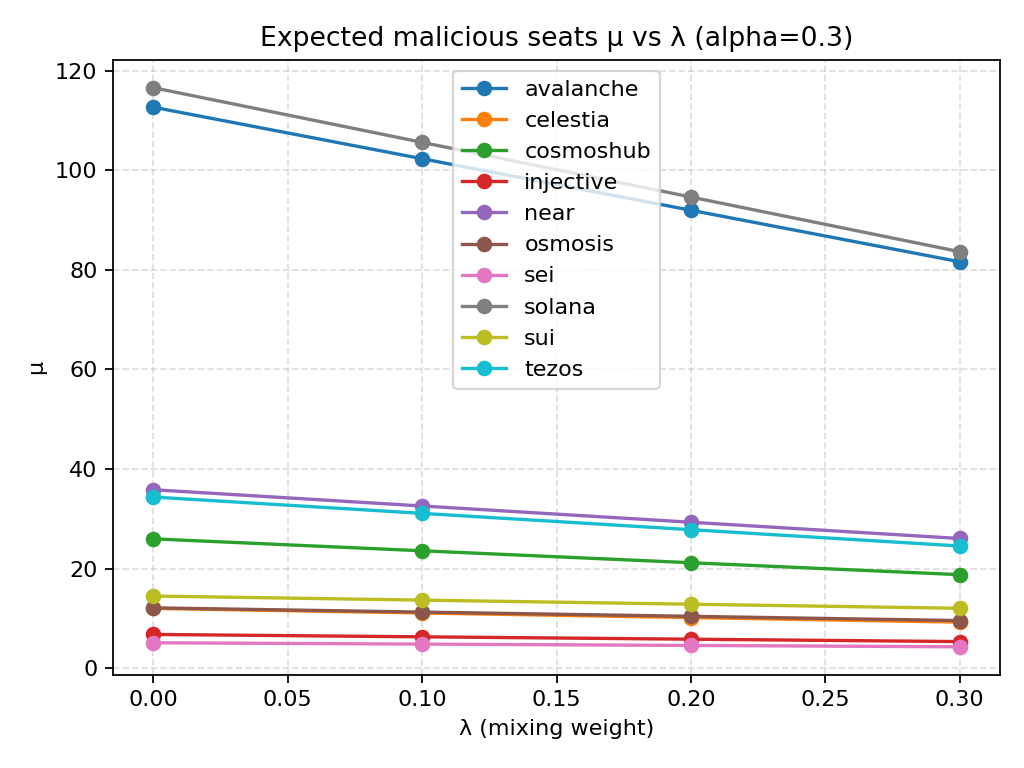 Expected malicious seats μ vs λ (alpha=0.3)
120
100
80
60
40
20
0
μ
avalanche
celestia
cosmoshub
injective
near
osmosis
sei
solana
sui
tezos
0.00 0.05 0.10 0.15 0.20 0.25 0.30
λ (mixing weight)